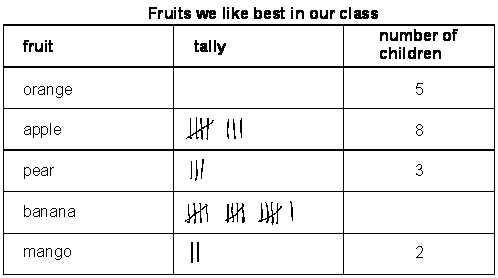 Fruits we like best in our class
fruit tally number of children
orange 5
apple 8
pear 3
banana
mango 2